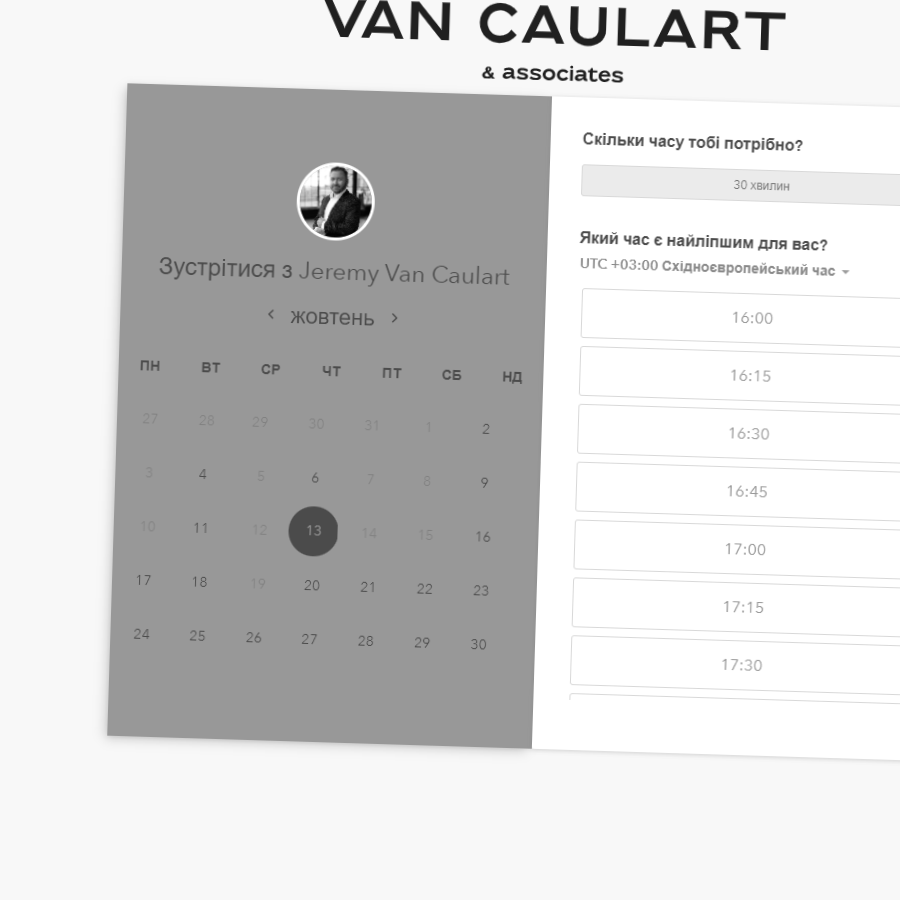 VAN CAULART
& associates
Зустрітися з Jeremy Van Caulart
жовтень
ПН ВТ СР ЧТ ПТ СБ НД
27 28 29 30 31 1 2
3 4 5 6 7 8 9
10 11 12 13 14 15 16
17 18 19 20 21 22 23
24 25 26 27 28 29 30
Скільки часу тобі потрібно?
30 хвилин
Який час є найліпшим для вас?
UTC +03:00 Східноєвропейський час
16:00
16:15
16:30
16:45
17:00
17:15
17:30